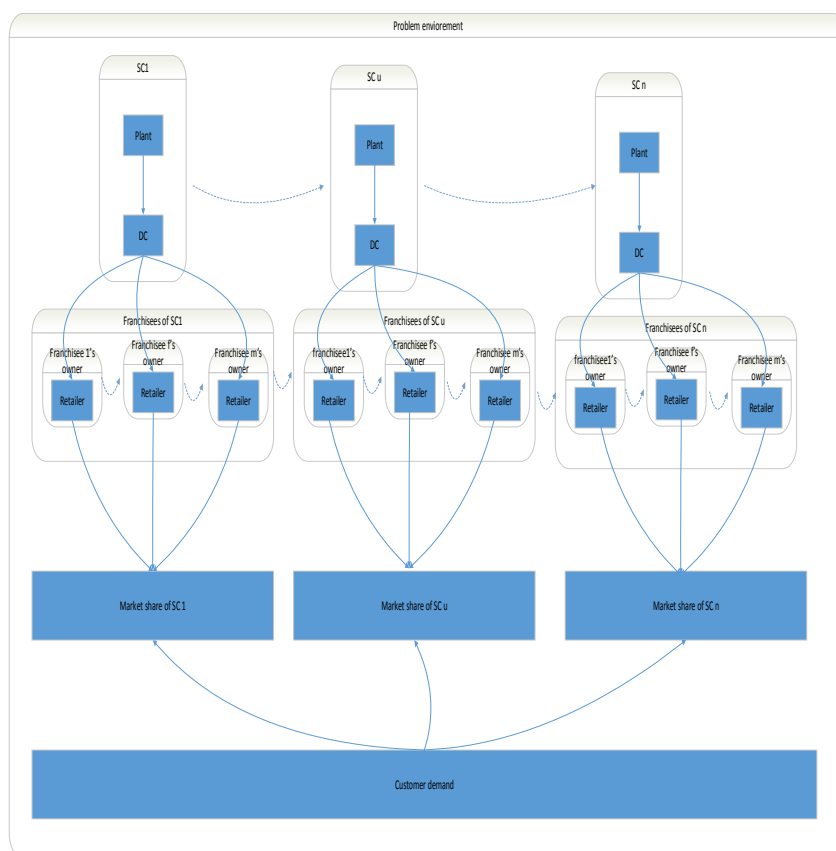 Problem enviorement
SC1
SC u
SC n
Plant
Plant
Plant
DC
DC
DC
Franchisees of SC1
Franchisees of SC u
Franchisees of SC n
Franchisee 1's
owner
Franchisee f's
owner
Franchisee m's
owner
franchisee1's
owner
Franchisee f's
owner
Franchisee m's
owner
franchisee1's
owner
Franchisee f's
owner
Franchisee m's
owner
Retailer
Retailer
Retailer
Retailer
Retailer
Retailer
Retailer
Retailer
Retailer
Market share of SC 1
Market share of SC u
Market share of SC n
Customer demand